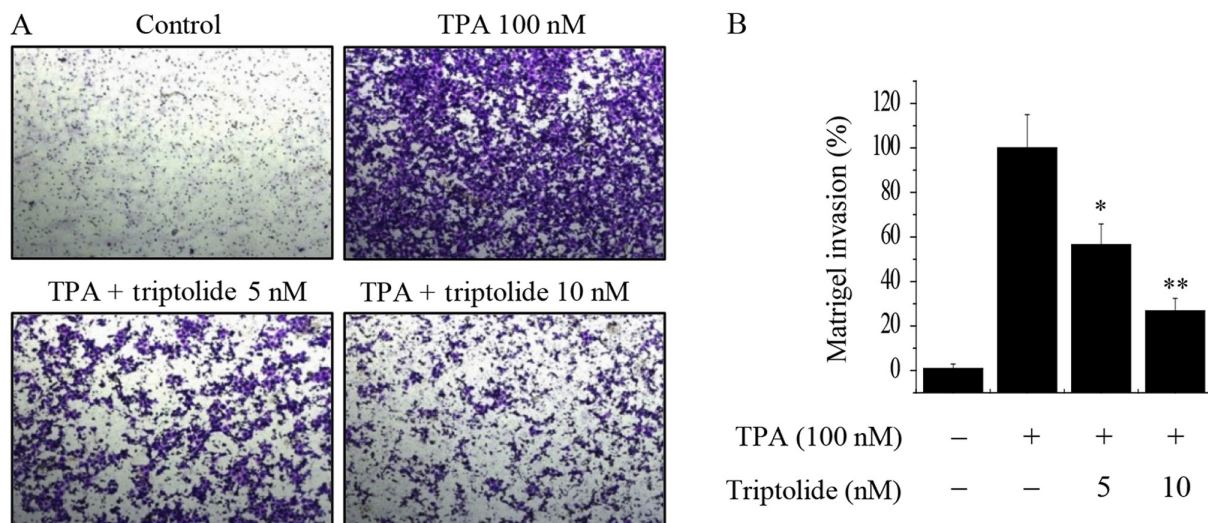 A
Control
TPA 100 nM
TPA + triptolide 5 nM
TPA + triptolide 10 nM
B
Matrigel invasion (%)
120
100
80
60
40
20
0
*
**
TPA (100 nM) – + + +
Triptolide (nM) – – 5 10